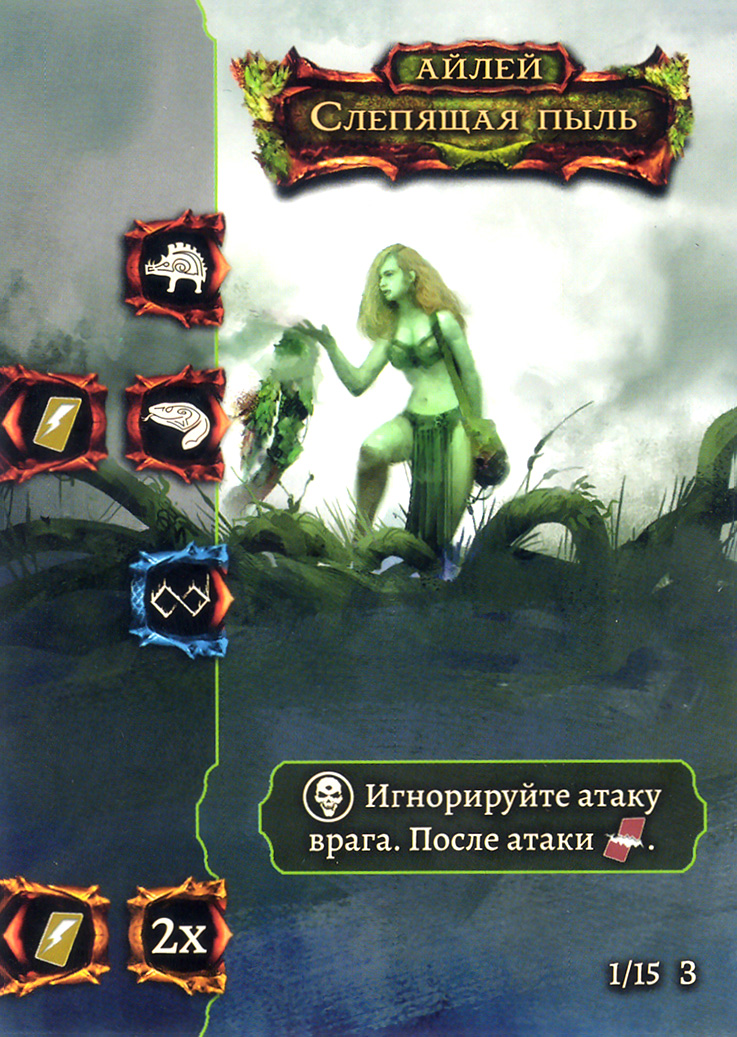 АЙЛЕЙ
Слепящая пыль
2x
Игнорируйте атаку
врага. После атаки .
1/15 3